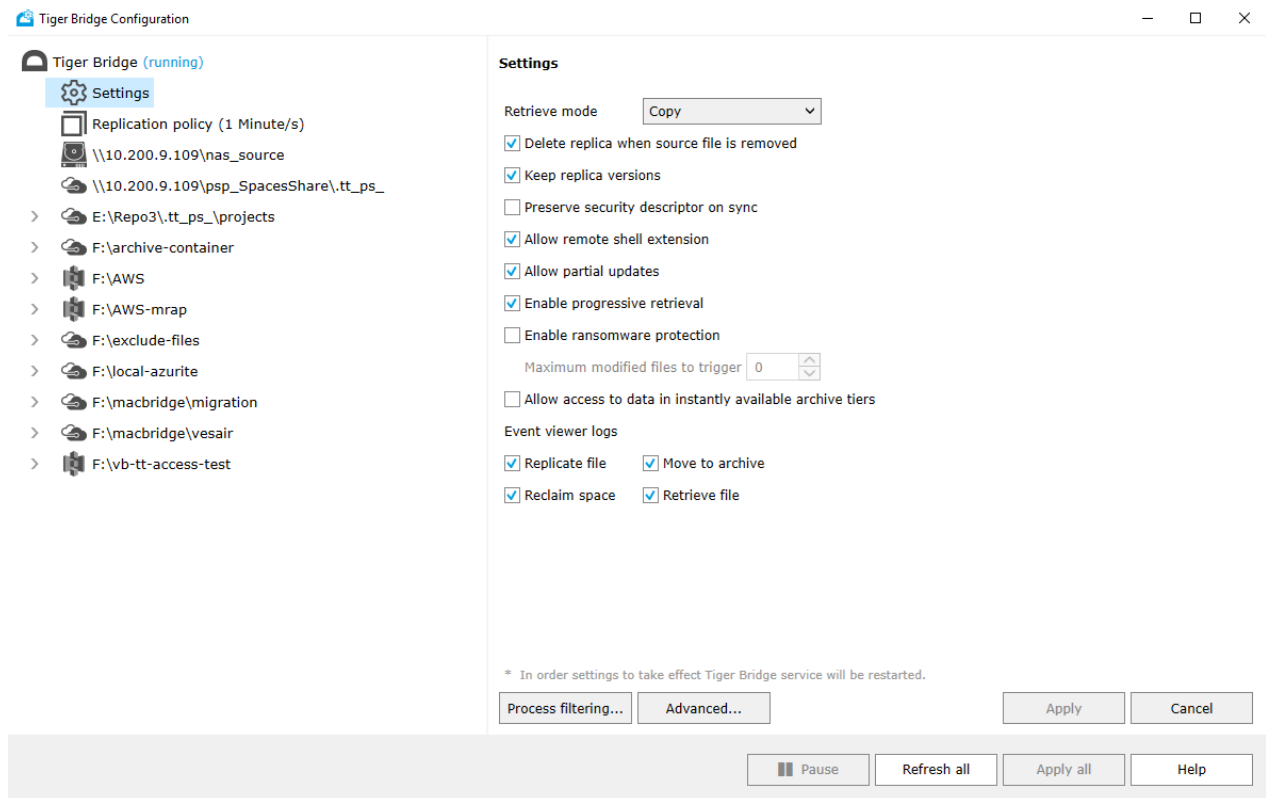 Tiger Bridge Configuration
Tiger Bridge (running)
Settings
Replication policy (1 Minute/s)
\\10.200.9.109\nas_source
\\10.200.9.109\psp_SpacesShare\.tt_ps_
E:\Repo3\.tt_ps_\projects
F:\archive-container
F:\AWS
F:\AWS-mrap
F:\exclude-files
F:\local-azurite
F:\macbridge\migration
F:\macbridge\vesair
F:\vb-tt-access-test
Settings
Retrieve mode Copy
Delete replica when source file is removed
Keep replica versions
Preserve security descriptor on sync
Allow remote shell extension
Allow partial updates
Enable progressive retrieval
Enable ransomware protection
Maximum modified files to trigger 0
Allow access to data in instantly available archive tiers
Event viewer logs
Replicate file Move to archive
Reclaim space Retrieve file
* In order settings to take effect Tiger Bridge service will be restarted.
Process filtering... Advanced... Apply Cancel
Pause Refresh all Apply all Help